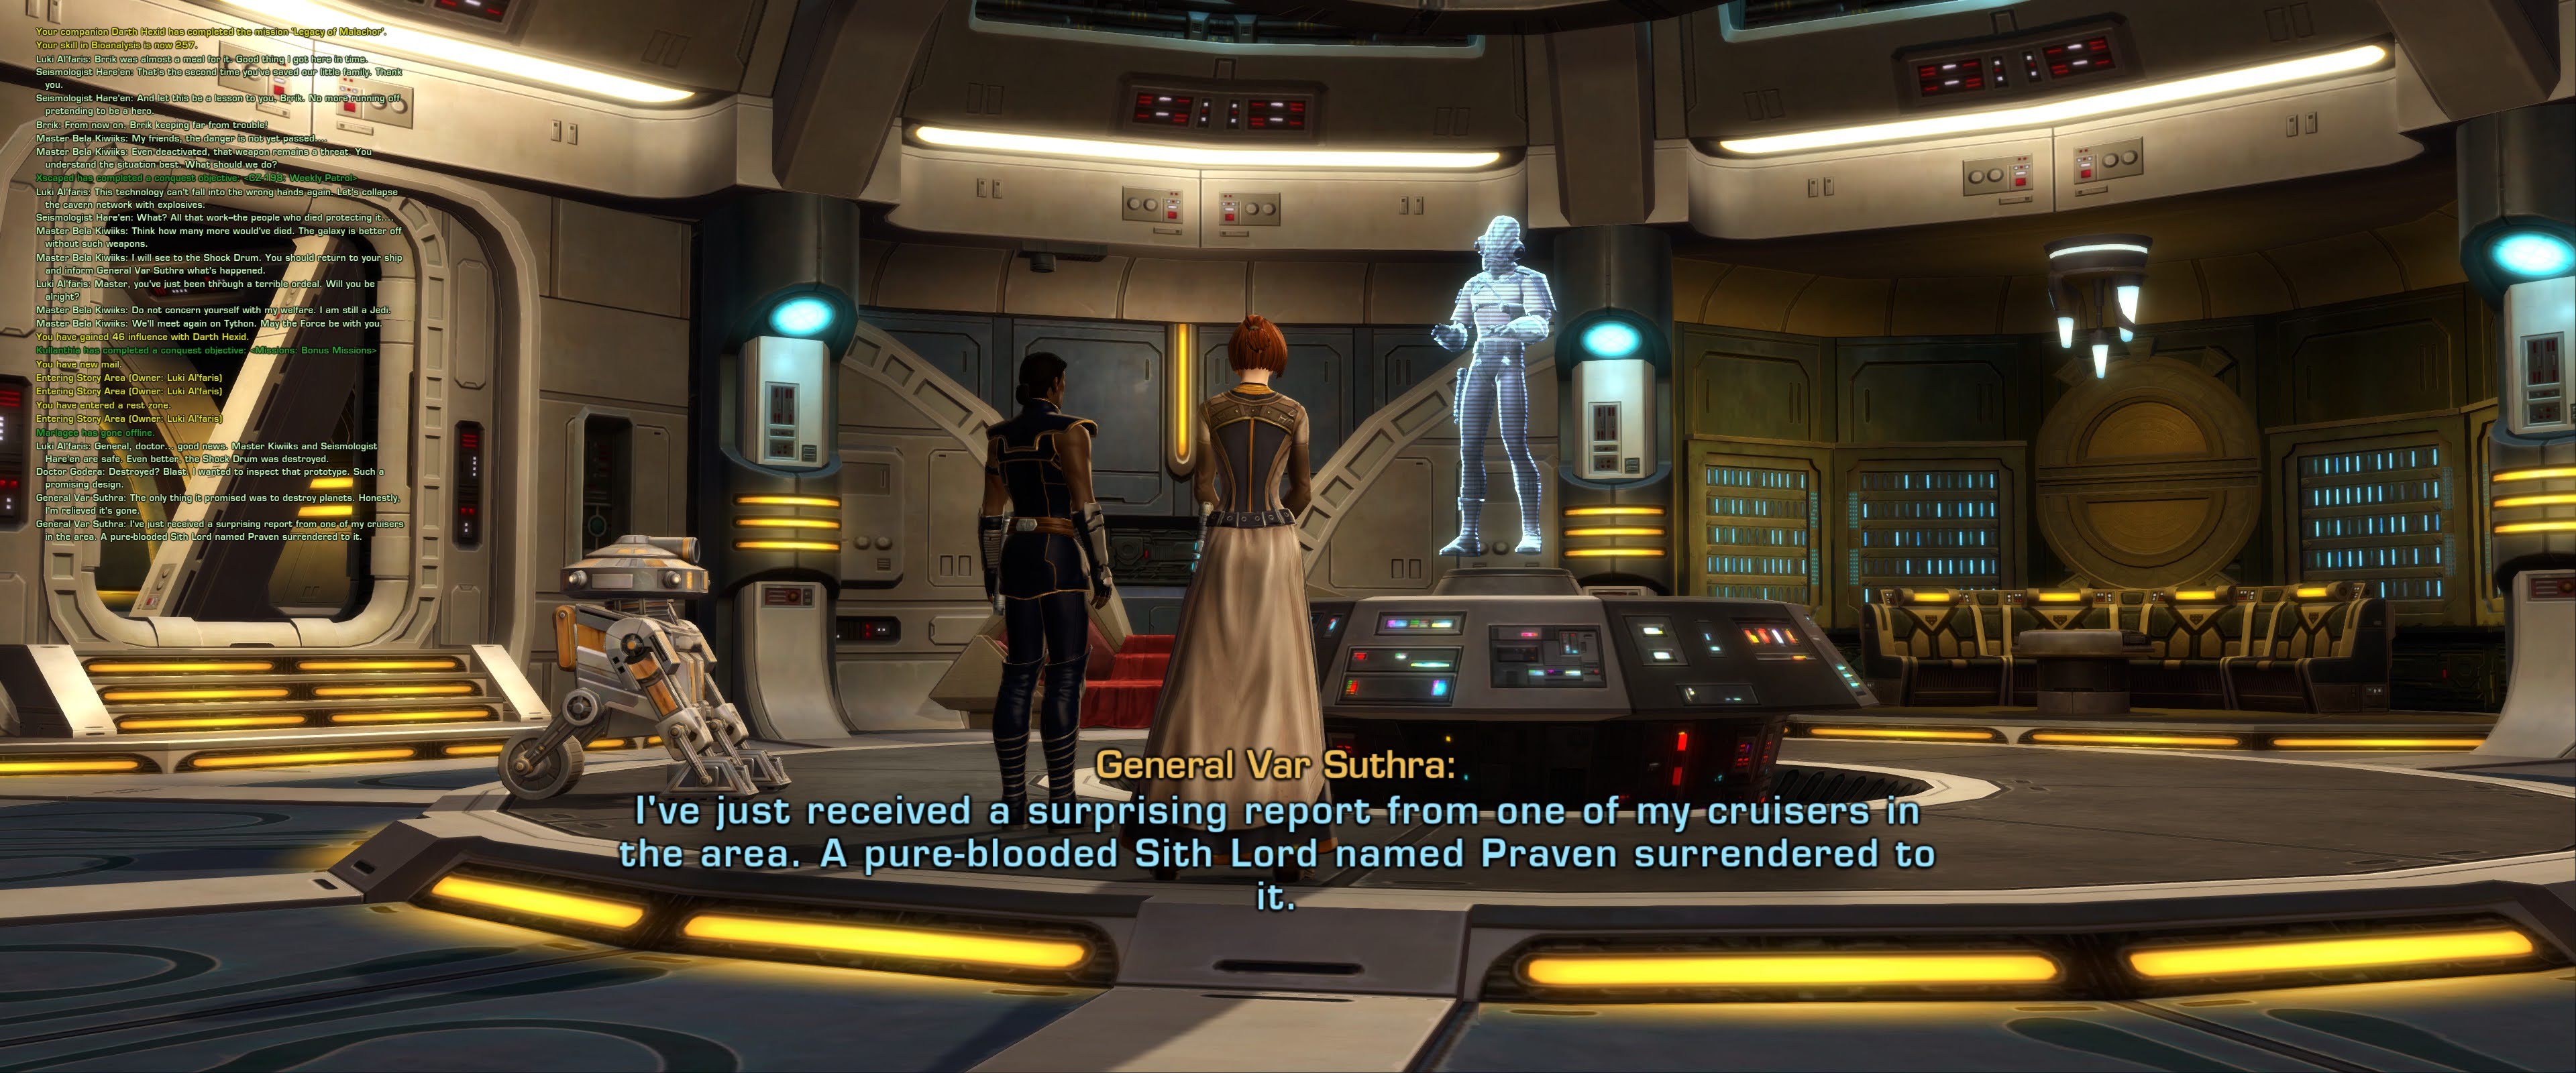 Your companion Darth Hexid has completed the mission 'Legacy of Malachor'.
Your skill in Bioanalysis is now 257.
Luki Al'faris: Brrik was almost a meal for it. Good thing I got here in time.
Seismologist Hare'en: That's the second time you've saved our little family. Thank
you.
Seismologist Hare'en: And let this be a lesson to you, Brrik. No more running off
pretending to be a hero.
Brrik: From now on, Brrik keeping far from trouble!
Master Bela Kiwiiks: My friends, the danger is not yet passed....
Master Bela Kiwiiks: Even deactivated, that weapon remains a threat. You
understand the situation best. What should we do?
Xscaped has completed a conquest objective: <CZ-198: Weekly Patrol>
Luki Al'faris: This technology can't fall into the wrong hands again. Let's collapse
the cavern network with explosives.
Seismologist Hare'en: What? All that work–the people who died protecting it....
Master Bela Kiwiiks: Think how many more would've died. The galaxy is better off
without such weapons.
Master Bela Kiwiiks: I will see to the Shock Drum. You should return to your ship
and inform General Var Suthra what's happened.
Luki Al'faris: Master, you've just been through a terrible ordeal. Will you be
alright?
Master Bela Kiwiiks: Do not concern yourself with my welfare. I am still a Jedi.
Master Bela Kiwiiks: We'll meet again on Tython. May the Force be with you.
You have gained 46 influence with Darth Hexid.
Kullanthia has completed a conquest objective: <Missions: Bonus Missions>
You have new mail.
Entering Story Area (Owner: Luki Al'faris)
Entering Story Area (Owner: Luki Al'faris)
You have entered a rest zone.
Entering Story Area (Owner: Luki Al'faris)
has gone offline.
Luki Al'faris: General, doctor... good news. Master Kiwiiks and Seismologist
Hare'en are safe. Even better, the Shock Drum was destroyed.
Doctor Godera: Destroyed? Blast. I wanted to inspect that prototype. Such a
promising design.
General Var Suthra: The only thing it promised was to destroy planets. Honestly,
I'm relieved it's gone.
General Var Suthra: I've just received a surprising report from one of my cruisers
in the area. A pure-blooded Sith Lord named Praven surrendered to it.
General Var Suthra:
I've just received a surprising report from one of my cruisers in
the area. A pure-blooded Sith Lord named Praven surrendered to
it.